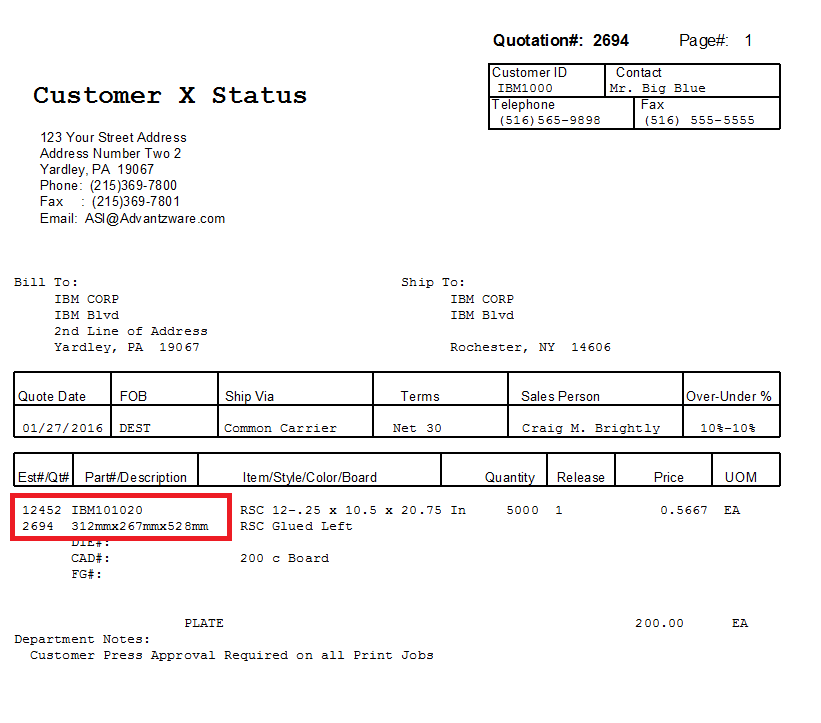 Quotation#: 2694 Page#: 1
Customer ID Contact
IBM1000 Mr. Big Blue
Telephone Fax
(516)565-9898 (516) 555-5555
Customer X Status
123 Your Street Address
Address Number Two 2
Yardley, PA 19067
Phone: (215)369-7800
Fax : (215)369-7801
Email: ASI@Advantzware.com
Bill To: Ship To:
IBM CORP IBM CORP
IBM Blvd IBM Blvd
2nd Line of Address
Yardley, PA 19067 Rochester, NY 14606
Quote Date FOB Ship Via Terms Sales Person Over-Under %
01/27/2016 DEST Common Carrier Net 30 Craig M. Brightly 10%-10%
Est#/Qt# Part#/Description Item/Style/Color/Board Quantity Release Price UOM
12452 IBM101020 RSC 12-.25 x 10.5 x 20.75 In 5000 1 0.5667 EA
2694 312mmx267mmx528mm RSC Glued Left
DIE#:
CAD#: 200 c Board
FG#:
PLATE 200.00 EA
Department Notes:
Customer Press Approval Required on all Print Jobs